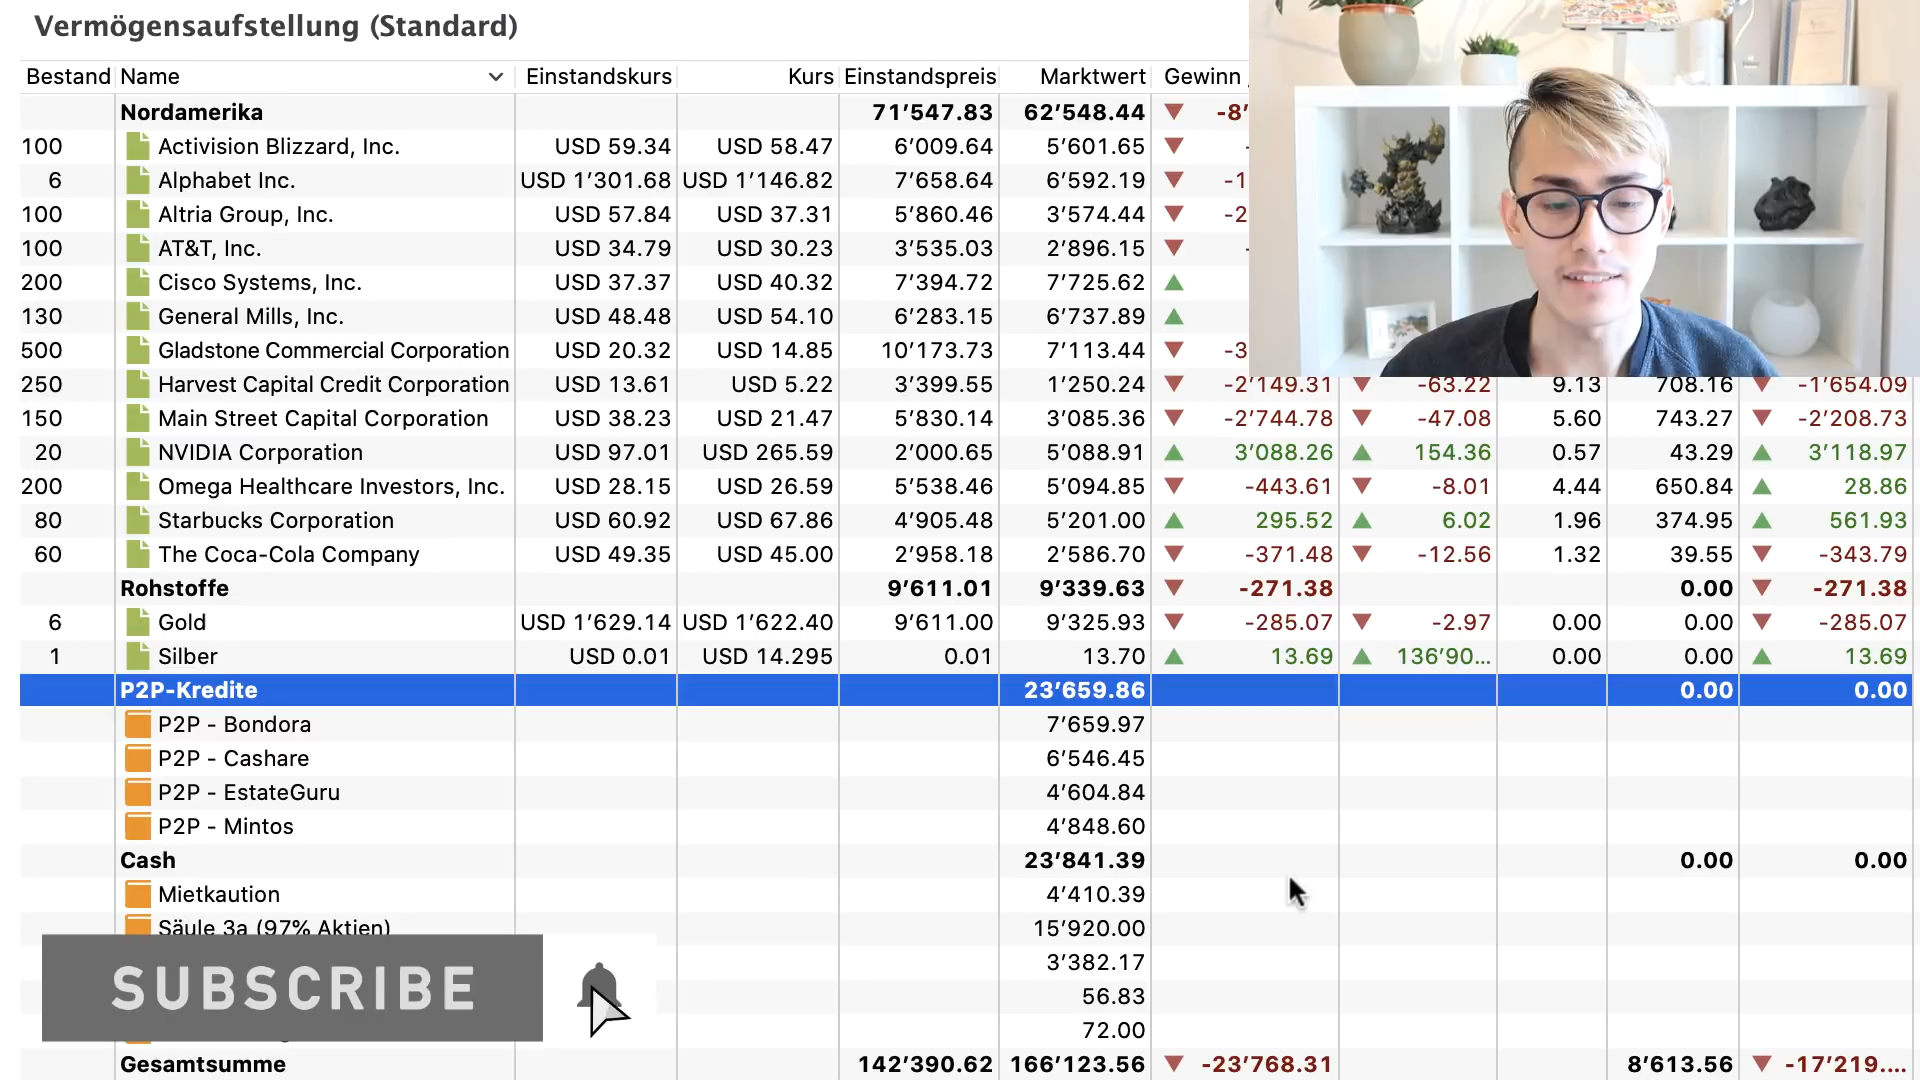 Vermögensaufstellung (Standard)
Bestand Name Einstandskurs Kurs Einstandspreis Marktwert Gewinn
Nordamerika 71’547.83 62’548.44 -8’
100 Activision Blizzard, Inc. USD 59.34 USD 58.47 6’009.64 5’601.65 -
6 Alphabet Inc. USD 1’301.68 USD 1’146.82 7’658.64 6’592.19 -1
100 Altria Group, Inc. USD 57.84 USD 37.31 5’860.46 3’574.44 -2
100 AT&T, Inc. USD 34.79 USD 30.23 3’535.03 2’896.15 -
200 Cisco Systems, Inc. USD 37.37 USD 40.32 7’394.72 7’725.62
130 General Mills, Inc. USD 48.48 USD 54.10 6’283.15 6’737.89
500 Gladstone Commercial Corporation USD 20.32 USD 14.85 10’173.73 7’113.44 -3
250 Harvest Capital Credit Corporation USD 13.61 USD 5.22 3’399.55 1’250.24 -2’149.31 -63.22 9.13 708.16 -1’654.09
150 Main Street Capital Corporation USD 38.23 USD 21.47 5’830.14 3’085.36 -2’744.78 -47.08 5.60 743.27 -2’208.73
20 NVIDIA Corporation USD 97.01 USD 265.59 2’000.65 5’088.91 3’088.26 154.36 0.57 43.29 3’118.97
200 Omega Healthcare Investors, Inc. USD 28.15 USD 26.59 5’538.46 5’094.85 -443.61 -8.01 4.44 650.84 28.86
80 Starbucks Corporation USD 60.92 USD 67.86 4’905.48 5’201.00 295.52 6.02 1.96 374.95 561.93
60 The Coca-Cola Company USD 49.35 USD 45.00 2’958.18 2’586.70 -371.48 -12.56 1.32 39.55 -343.79
Rohstoffe 9’611.01 9’339.63 -271.38 0.00 -271.38
6 Gold USD 1’629.14 USD 1’622.40 9’611.00 9’325.93 -285.07 -2.97 0.00 0.00 -285.07
1 Silber USD 0.01 USD 14.295 0.01 13.70 13.69 136’90... 0.00 0.00 13.69
P2P-Kredite 23’659.86 0.00 0.00
P2P - Bondora 7’659.97
P2P - Cashare 6’546.45
P2P - EstateGuru 4’604.84
P2P - Mintos 4’848.60
Cash 23’841.39 0.00 0.00
Mietkaution 4’410.39
Säule 3a (97% Aktien) 15’920.00
3’382.17
56.83
72.00
SUBSCRIBE
Gesamtsumme 142’390.62 166’123.56 -23’768.31 8’613.56 -17’219....